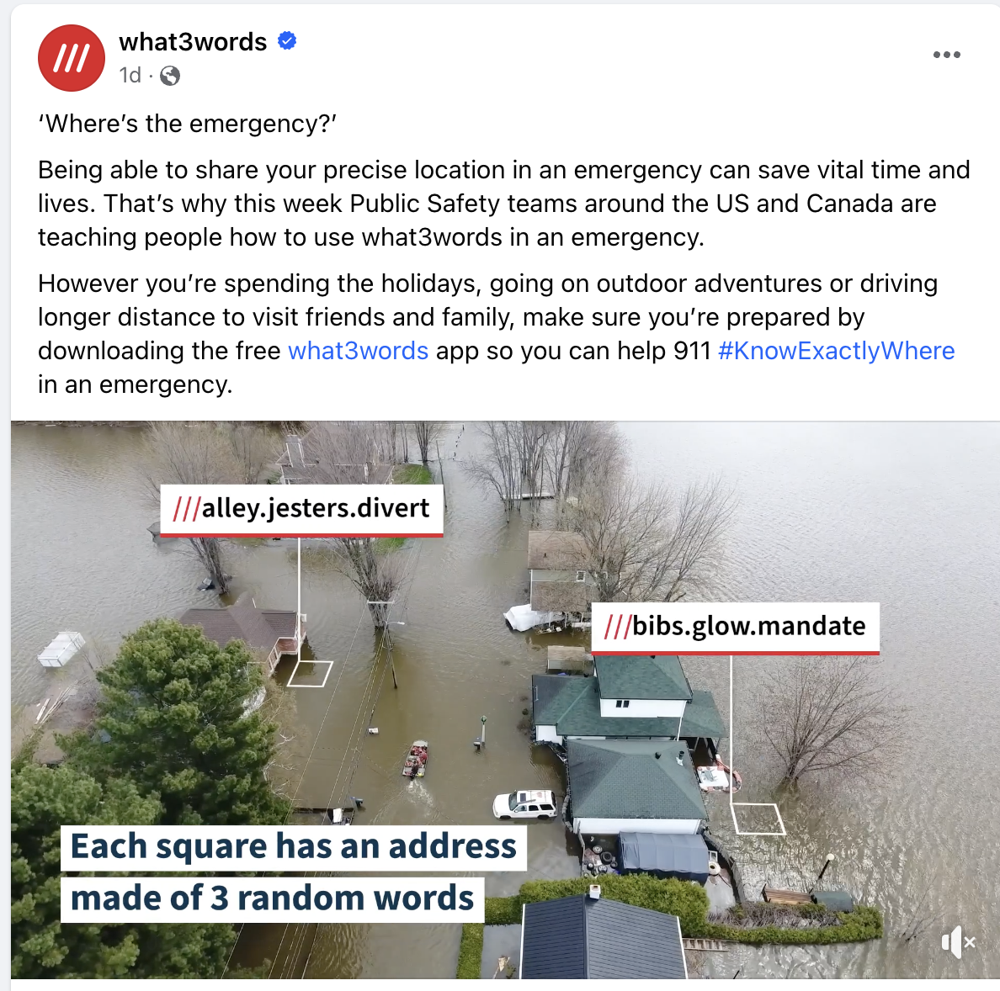 what3words
1d ·
‘Where’s the emergency?’
Being able to share your precise location in an emergency can save vital time and
lives. That’s why this week Public Safety teams around the US and Canada are
teaching people how to use what3words in an emergency.
However you’re spending the holidays, going on outdoor adventures or driving
longer distance to visit friends and family, make sure you’re prepared by
downloading the free what3words app so you can help 911 #KnowExactlyWhere
in an emergency.
///alley.jesters.divert
///bibs.glow.mandate
Each square has an address
made of 3 random words